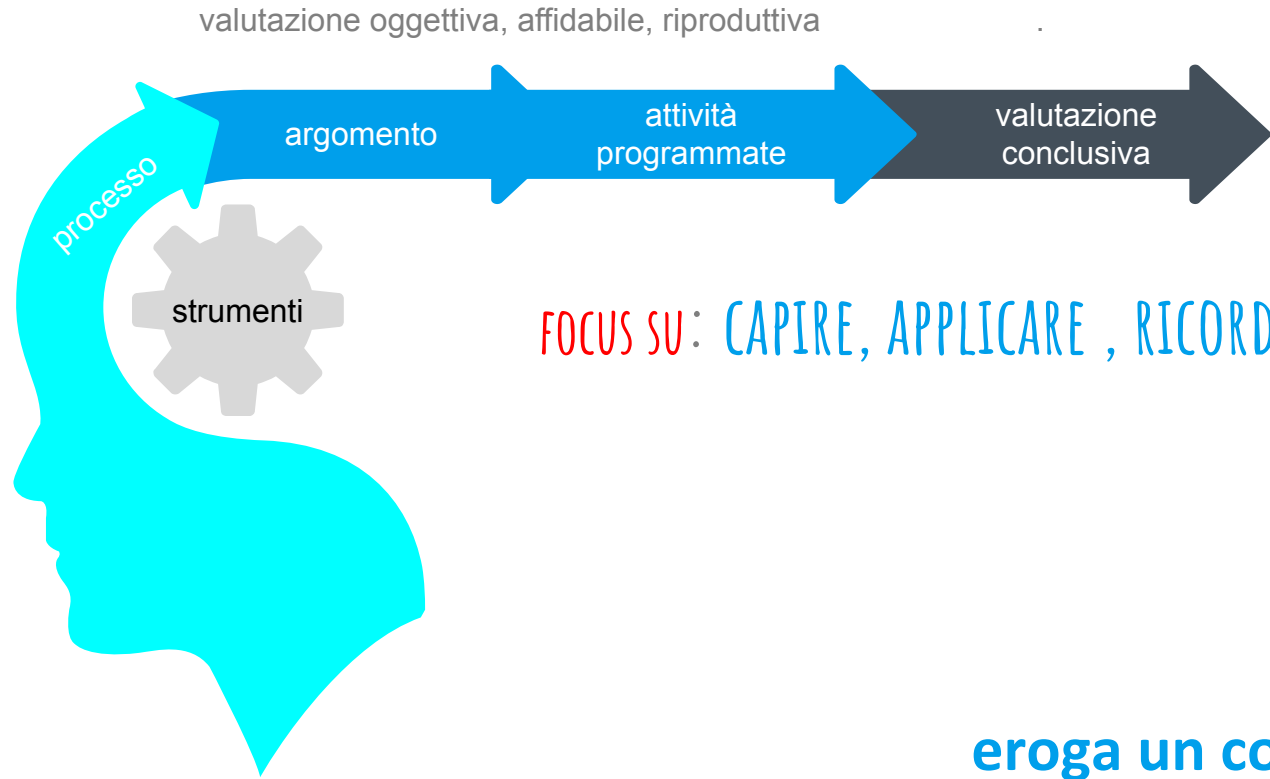 valutazione oggettiva, affidabile, riproduttiva .
processo
argomento
attività
programmate
valutazione
conclusiva
strumenti
FOCUS SU: CAPIRE, APPLICARE , RICORD
eroga un co